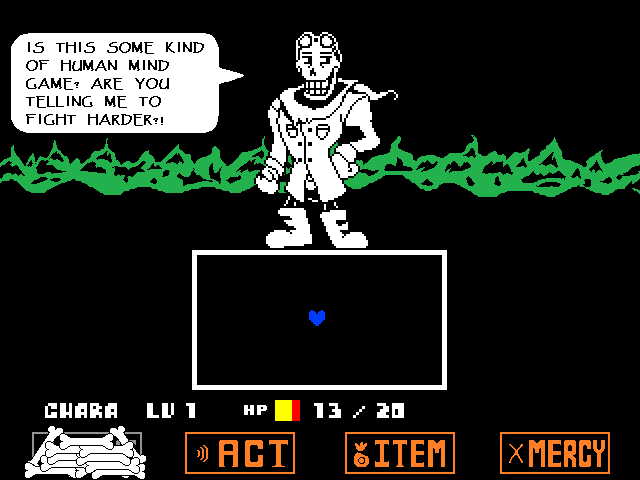 IS THIS SOME KIND
OF HUMAN MIND
GAME? ARE YOU
TELLING ME TO
FIGHT HARDER?!
CHARA LV 1 HP 13 / 20
ACT ITEM MERCY